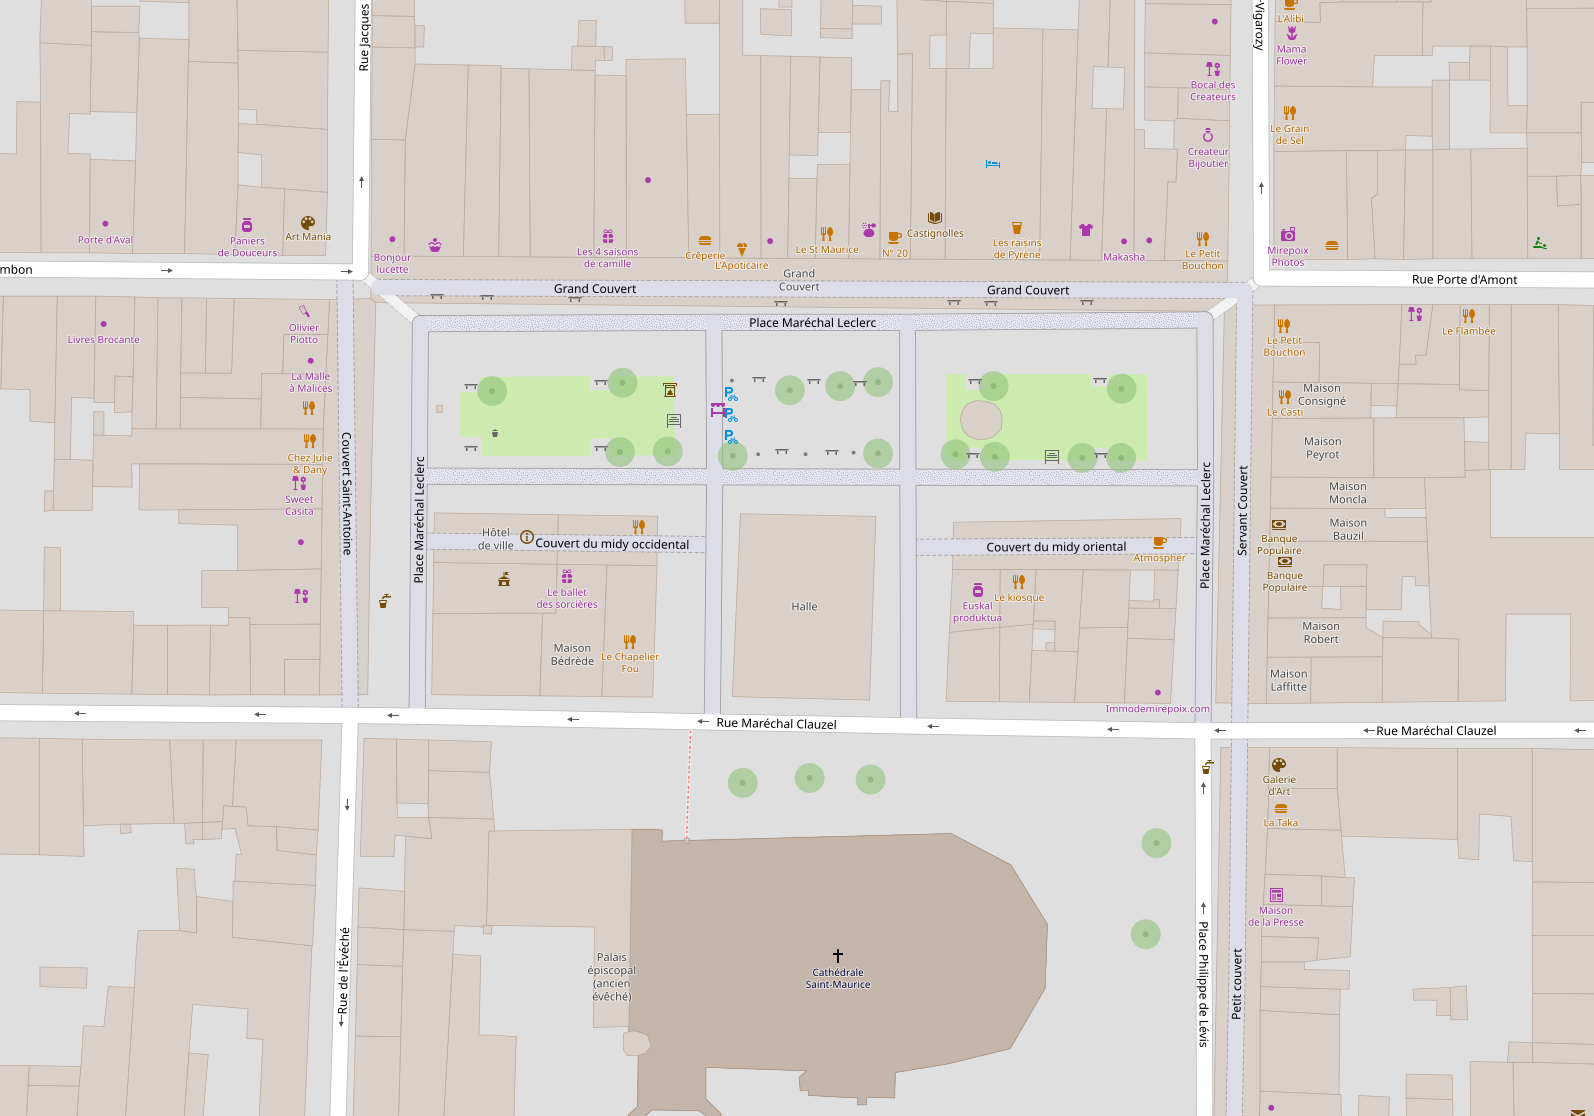 Rue Jacques
-Vigarozy
L'Alibi
Mama
Flower
Bocal des
Créateurs
Le Grain
de Sel
Createur
Bijoutier
Porte d'Aval
Paniers
de Douceurs
Art Mania
Bonjour
lucette
Les 4 saisons
de camille
Crêperie
L'Apoticaire
Le St Maurice
N° 20
Castignolles
Les raisins
de Pyrène
Makasha
Le Petit
Bouchon
Mirepoix
Photos
mbon
Grand Couvert
Grand
Couvert
Grand Couvert
Rue Porte d'Amont
Place Maréchal Leclerc
Livres Brocante
Olivier
Piotto
La Malle
à Malices
Chez Julie
& Dany
Sweet
Casita
Couvert Saint-Antoine
Place Maréchal Leclerc
Place Maréchal Leclerc
Servant Couvert
Le Petit
Bouchon
Le Flambée
Maison
Consigné
Le Casti
Maison
Peyrot
Maison
Moncla
Maison
Bauzil
Banque
Populaire
Banque
Populaire
Maison
Robert
Maison
Laffitte
Hôtel
de ville
Couvert du midy occidental
Le ballet
des sorcières
Maison
Bédrède
Le Chapelier
Fou
Halle
Couvert du midy oriental
Atmospher
Euskal
produktua
Le kiosque
Immodemirepoix.com
Rue Maréchal Clauzel
Rue Maréchal Clauzel
Galerie
d'Art
La Taka
Maison
de la Presse
Rue de l'Évéché
Palais
épiscopal
(ancien
évêché)
Cathédrale
Saint-Maurice
Place Philippe de Lévis
Petit couvert